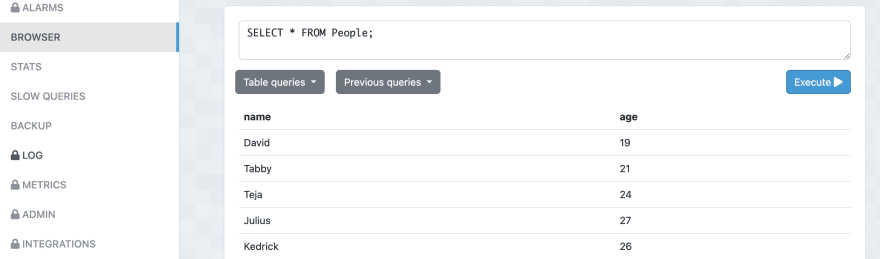 ALARMS
BROWSER
STATS
SLOW QUERIES
BACKUP
LOG
METRICS
ADMIN
INTEGRATIONS
SELECT * FROM People;
Table queries
Previous queries
Execute
name age
David 19
Tabby 21
Teja 24
Julius 27
Kedrick 26